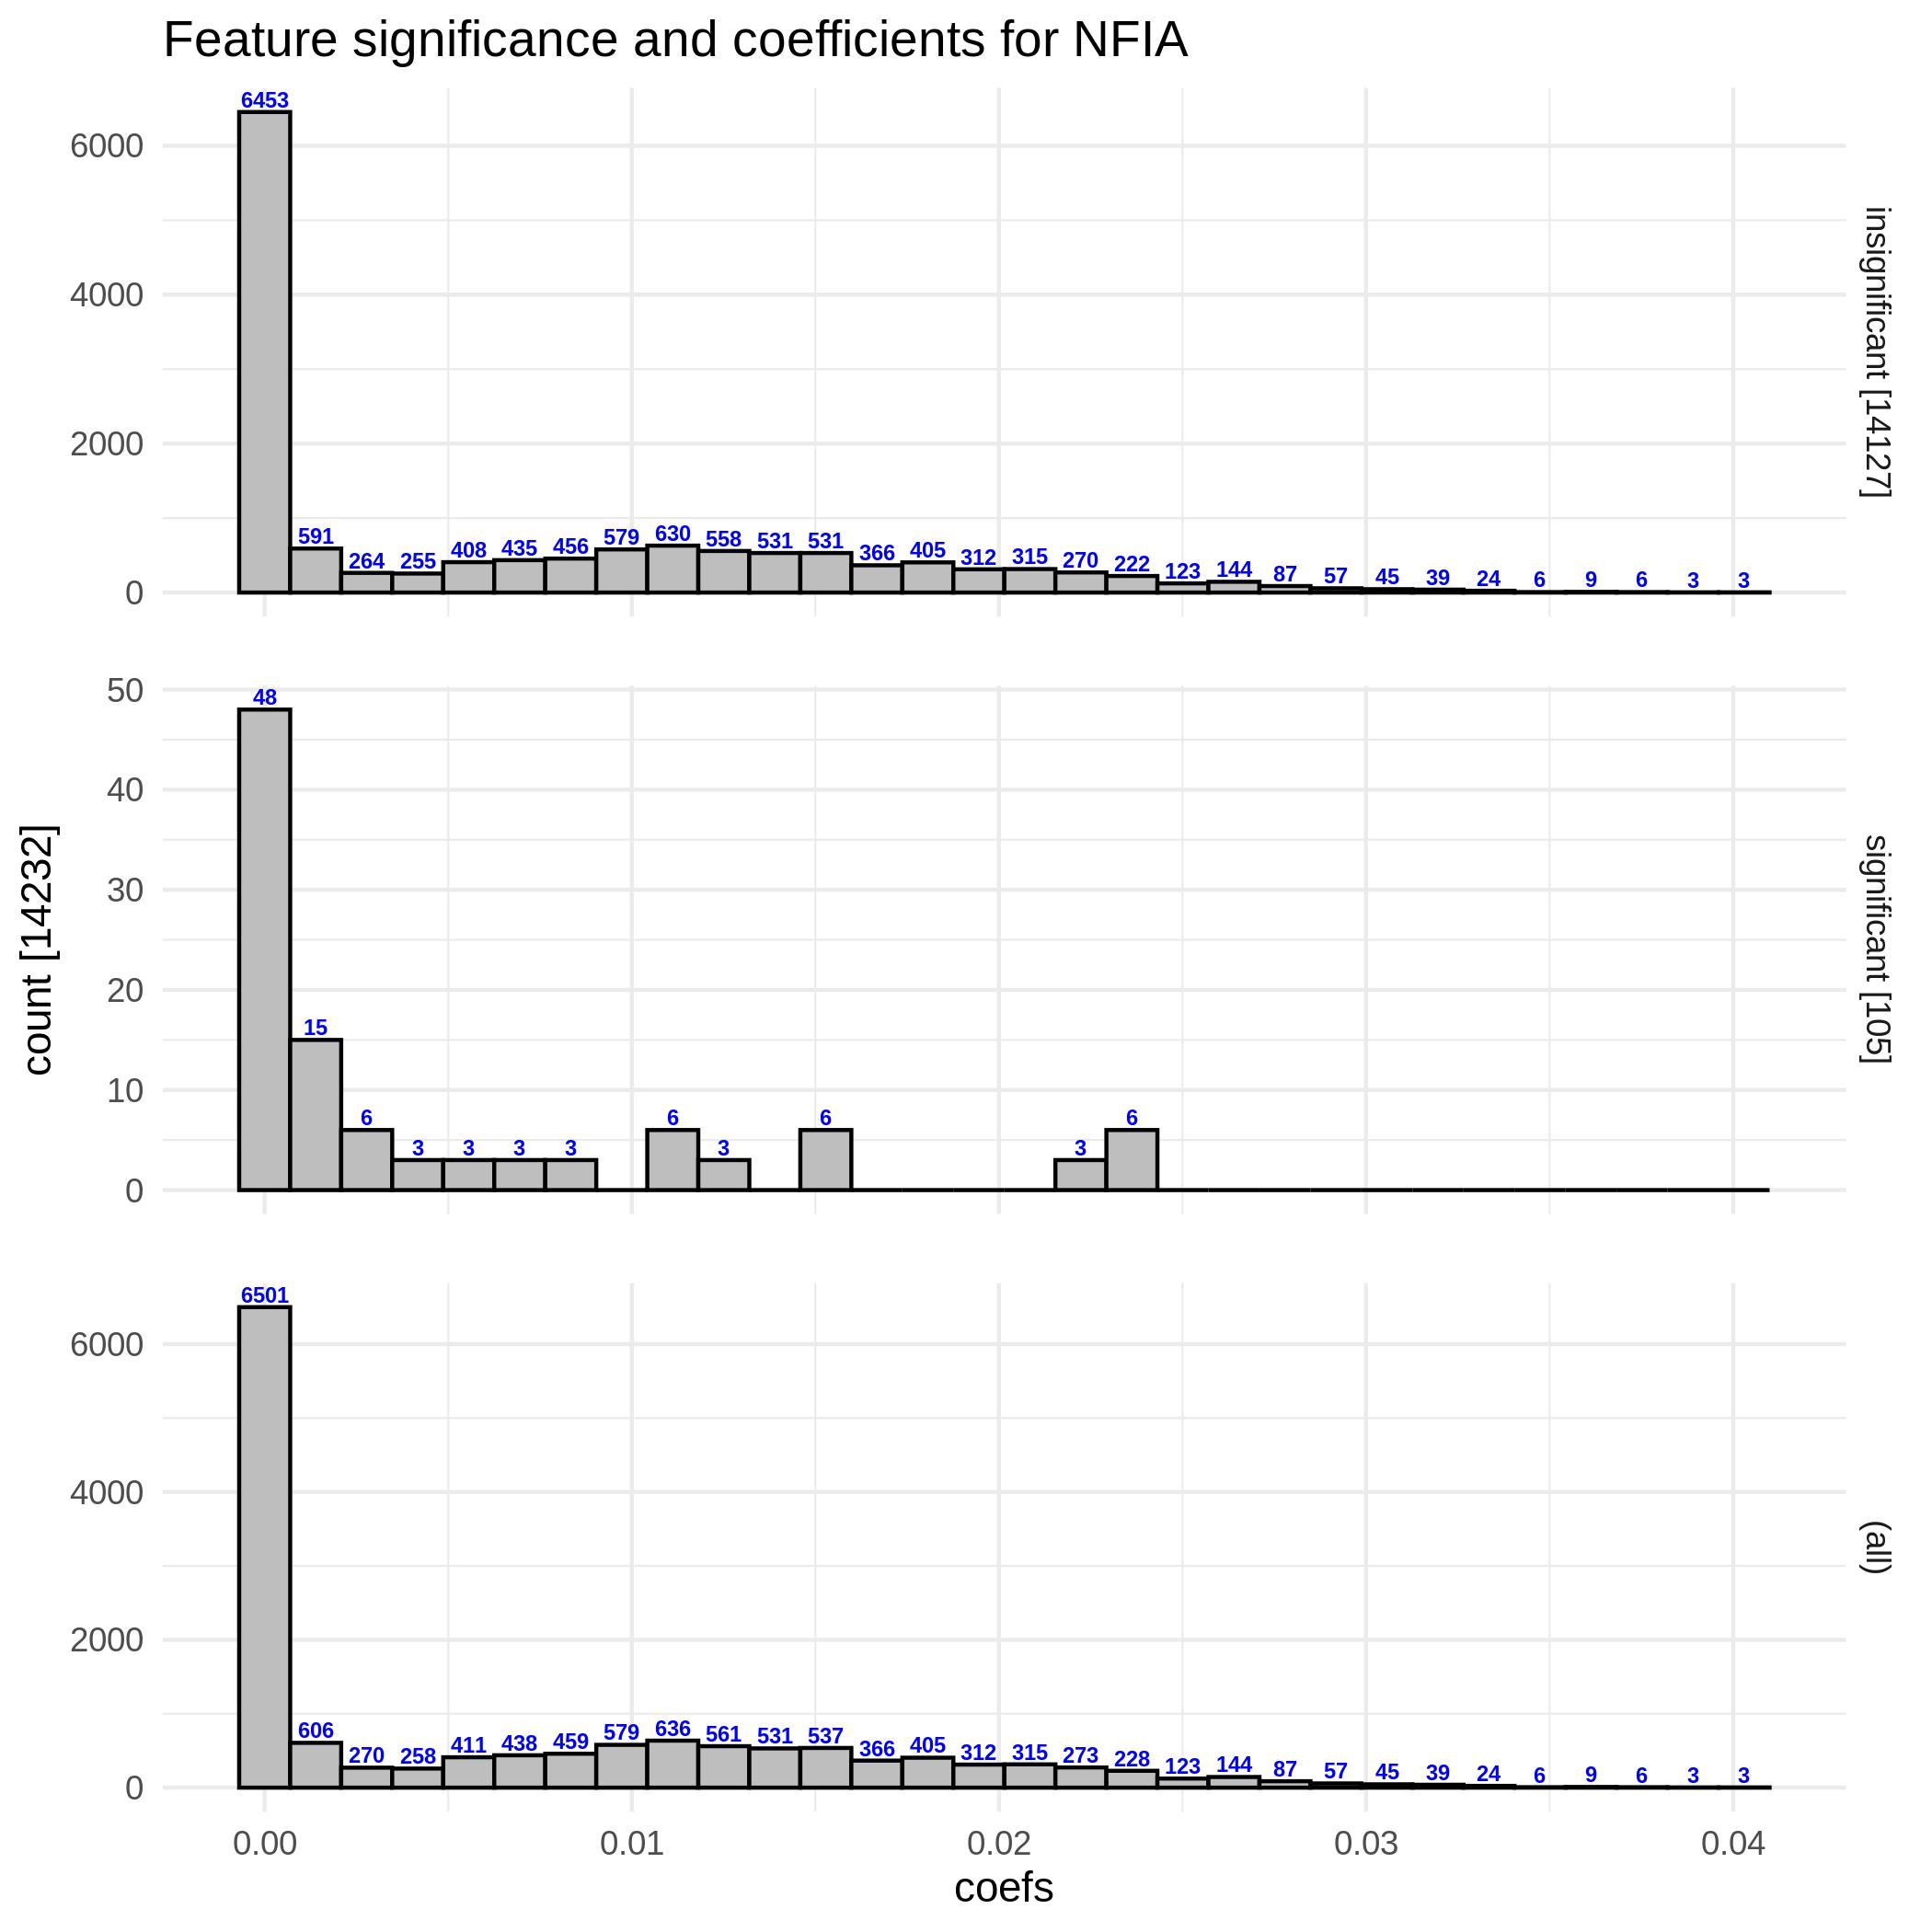 Feature significance and coefficients for NFIA
6453
6000
4000
2000
0
591 264 255 408 435 456 579 630 558 531 531 366 405 312 315 270 222 123 144 87 57 45 39 24 6 9 6 3 3
insignificant [14127]
50
40
30
20
10
0
48 15 6 3 3 3 3 6 3 6 3 6
significant [105]
count [14232]
6501
6000
4000
2000
0
606 270 258 411 438 459 579 636 561 531 537 366 405 312 315 273 228 123 144 87 57 45 39 24 6 9 6 3 3
(all)
0.00 0.01 0.02 0.03 0.04
coefs